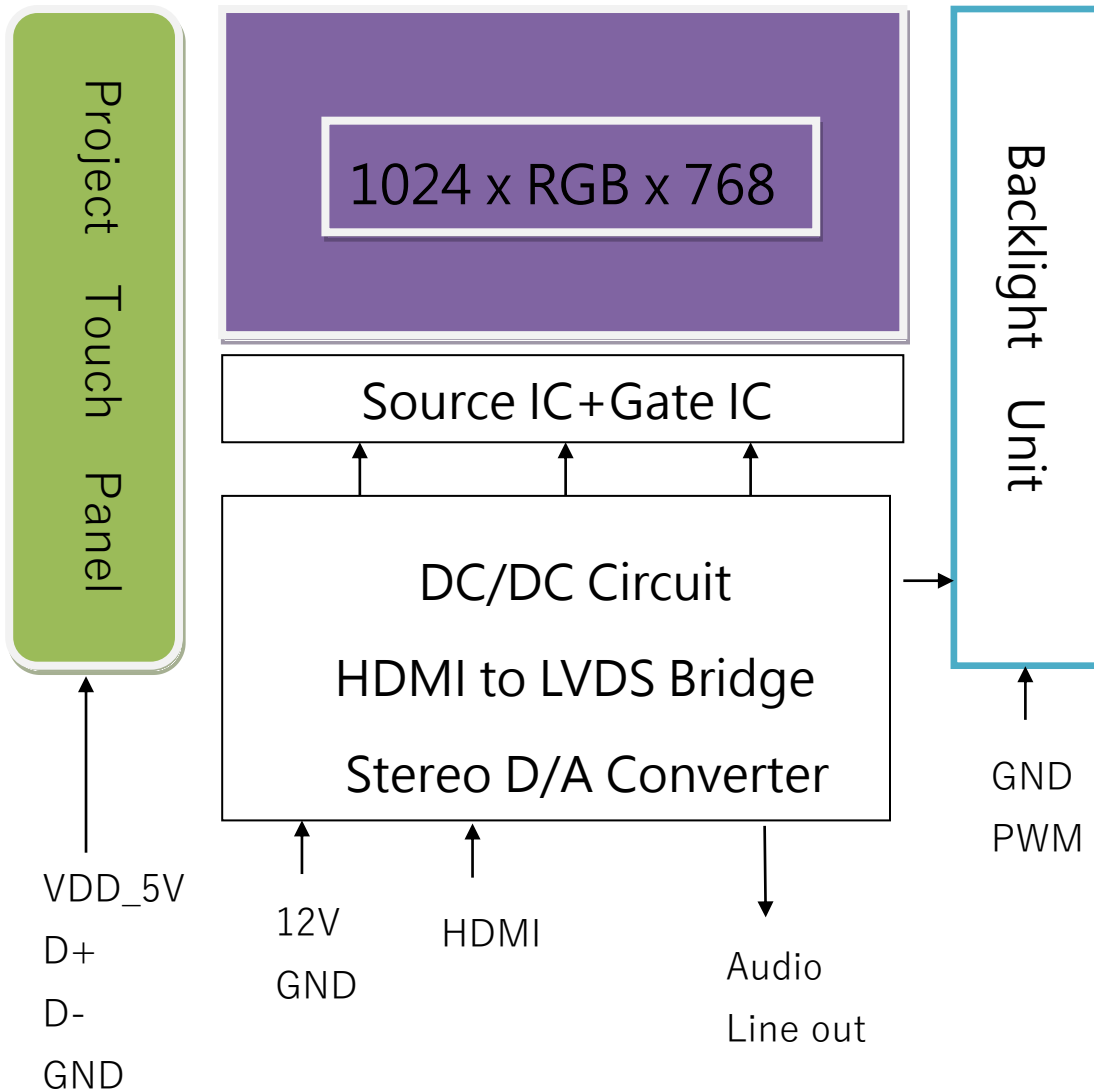 Project Touch Panel
1024 x RGB x 768
Backlight Unit
Source IC+Gate IC
DC/DC Circuit
HDMI to LVDS Bridge
Stereo D/A Converter
VDD_5V
D+
D-
GND
12V
GND
HDMI
Audio
Line out
GND
PWM